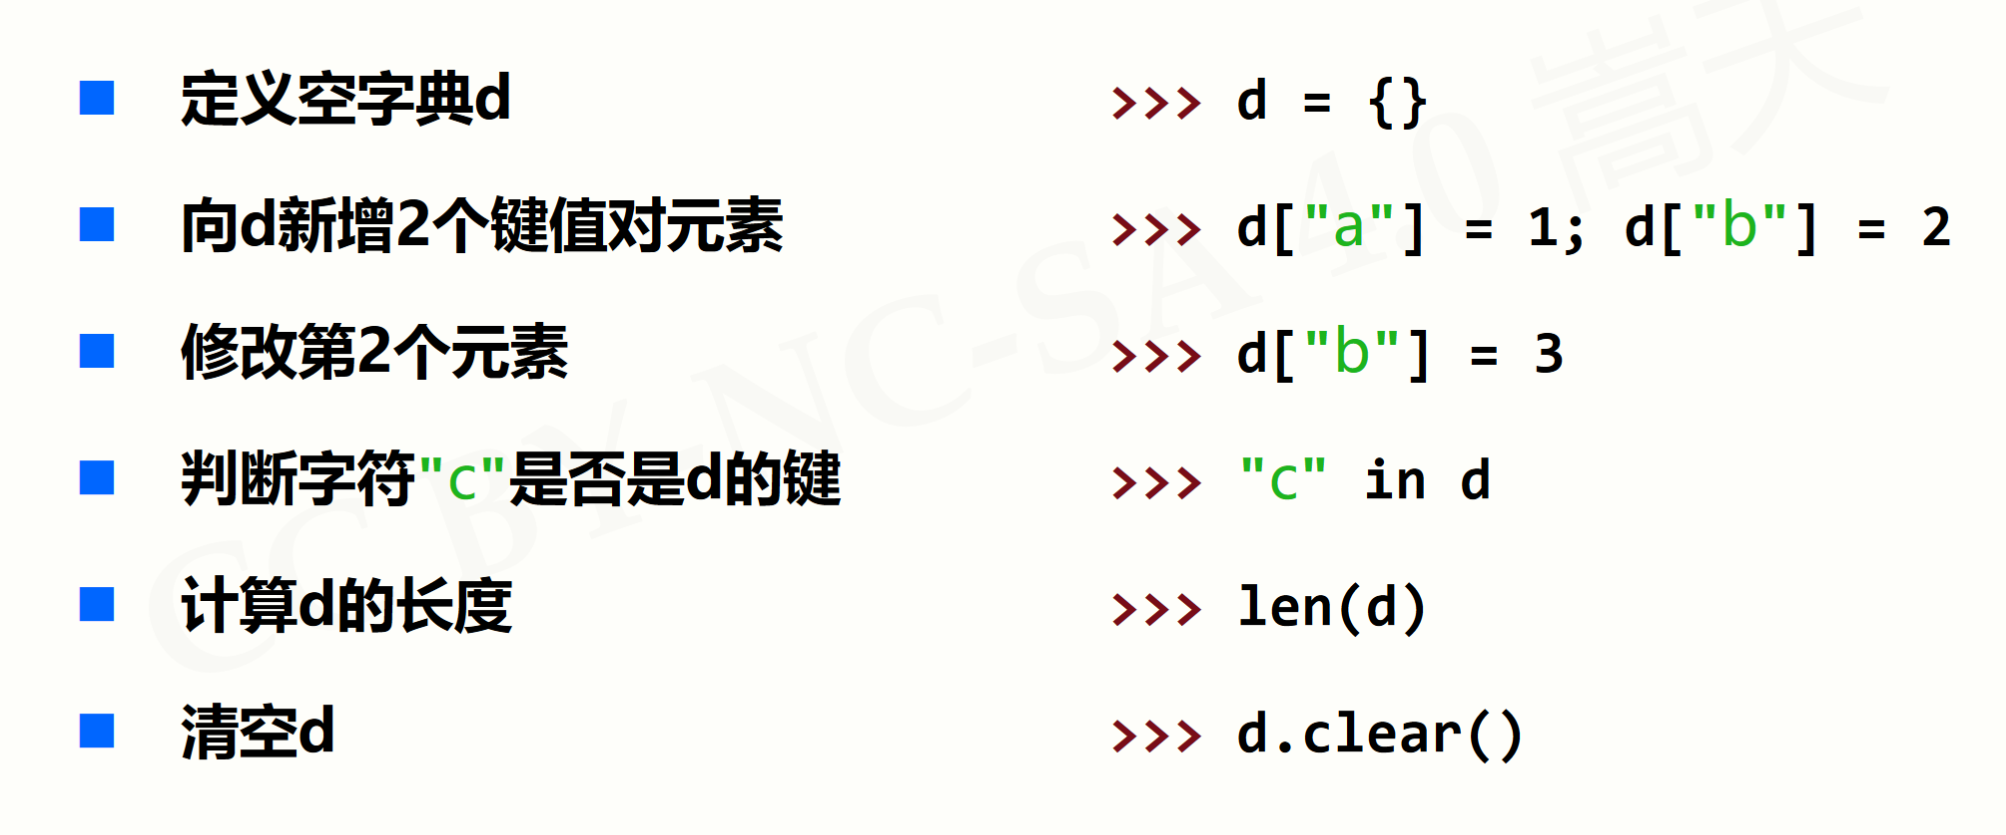 定义空字典d >>> d = {}
向d新增2个键值对元素 >>> d["a"] = 1; d["b"] = 2
修改第2个元素 >>> d["b"] = 3
判断字符"c"是否是d的键 >>> "c" in d
计算d的长度 >>> len(d)
清空d >>> d.clear()
CC BY-NC-SA 4.0 嵩天